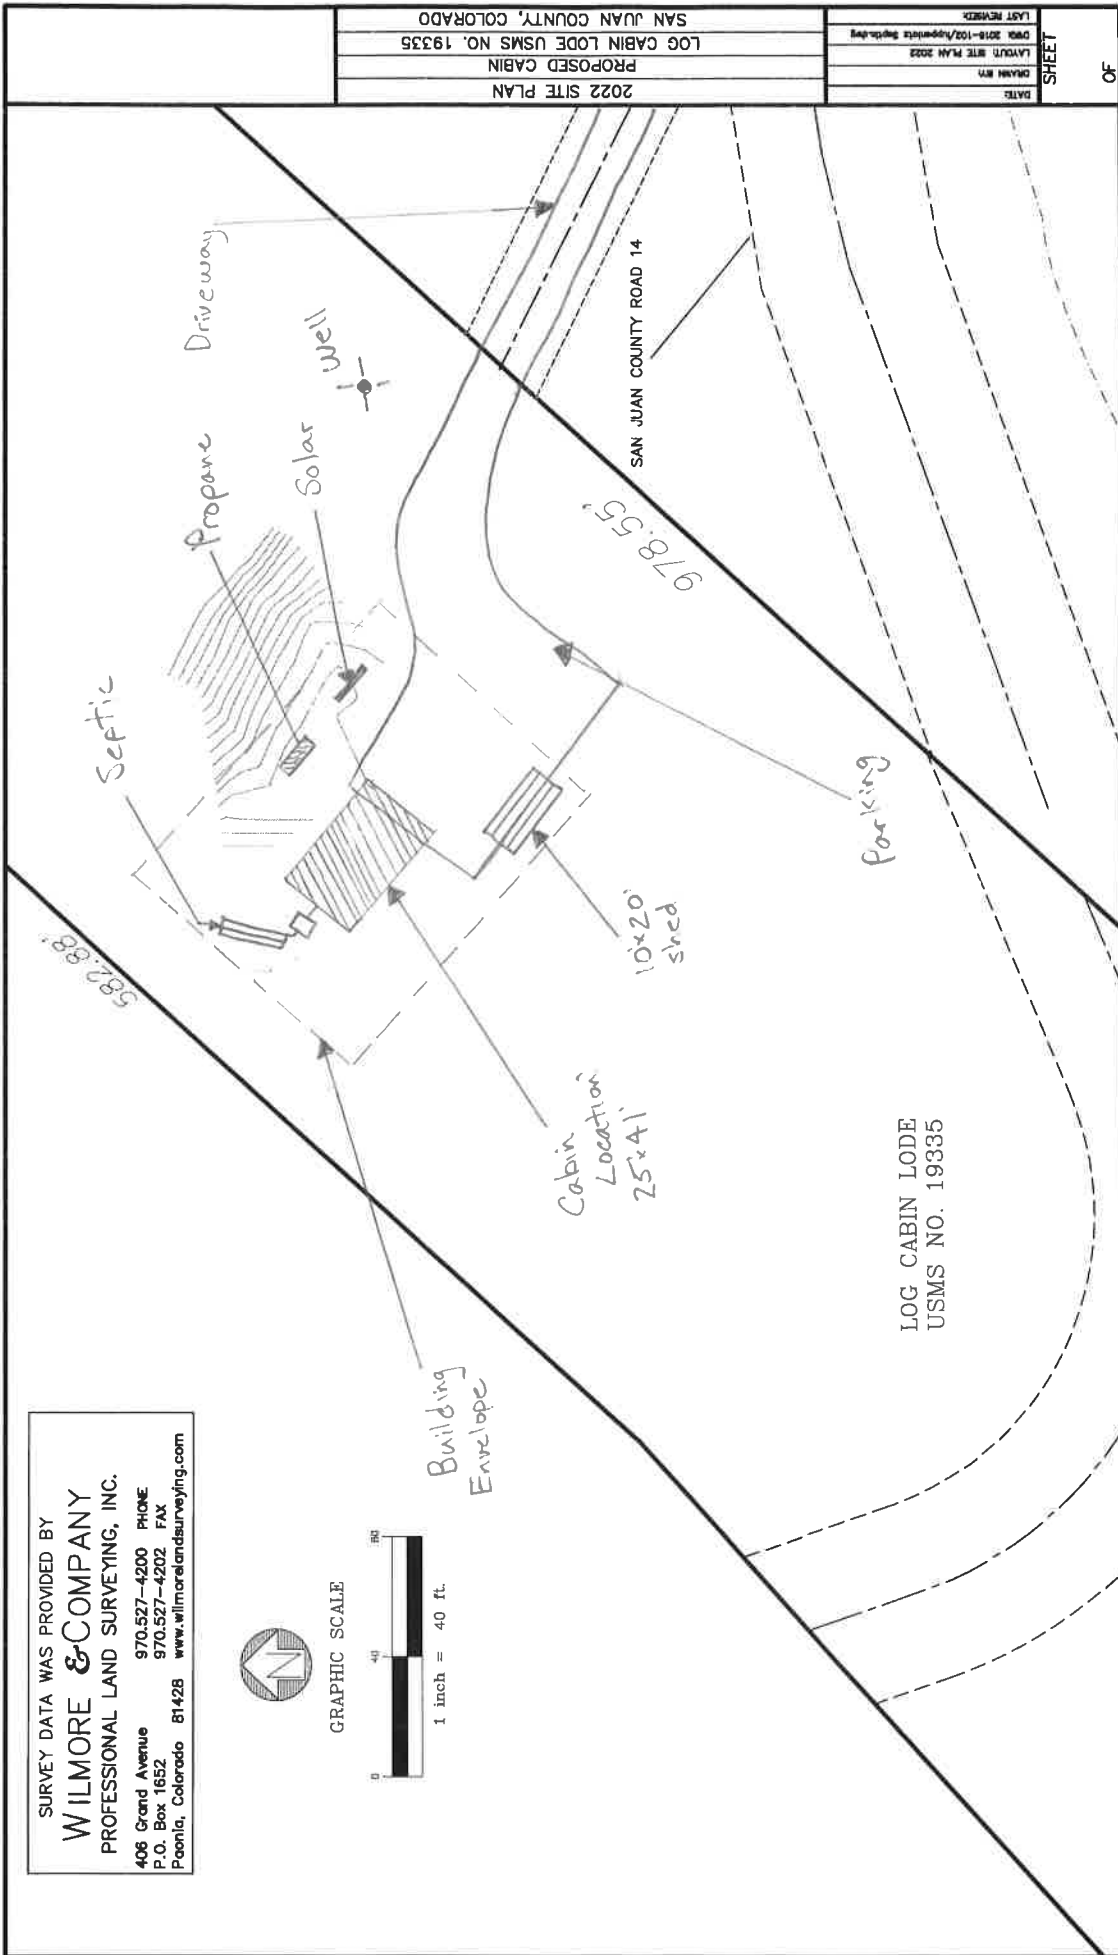 SURVEY DATA WAS PROVIDED BY
WILMORE & COMPANY
PROFESSIONAL LAND SURVEYING, INC.
406 Grand Avenue 970.527-4200 PHONE
P.O. Box 1652 970.527-4202 FAX
Paonia, Colorado 81428 www.wilmorelandsurveying.com
N
GRAPHIC SCALE
0 40 80
1 inch = 40 ft.
Building
Envelope
582.88'
Septic
Propane
Solar
Well
Driveway
Cabin
Location
25'x41'
10'x20'
shed
Parking
978.55'
SAN JUAN COUNTY ROAD 14
LOG CABIN LODE
USMS NO. 19335
2022 SITE PLAN
PROPOSED CABIN
LOG CABIN LODE USMS NO. 19335
SAN JUAN COUNTY, COLORADO
DATE:
DRAWN BY:
LAYOUT: SITE PLAN 2022
LAST REVISED:
SHEET
OF